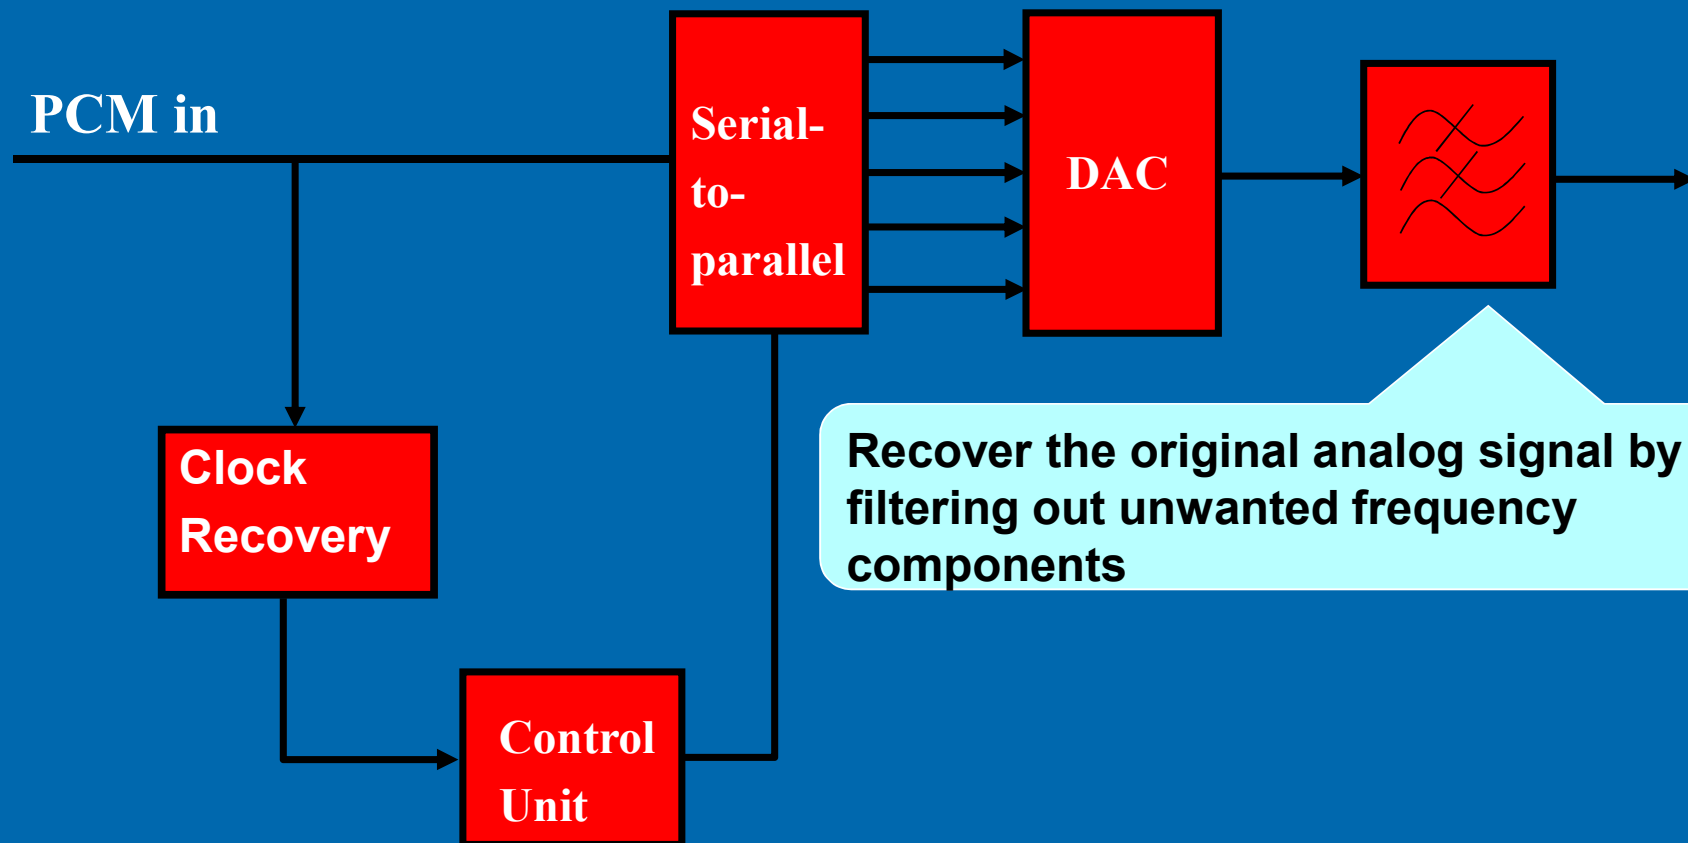 PCM in
Serial-
to-
parallel
DAC
Clock
Recovery
Recover the original analog signal by
filtering out unwanted frequency
components
Control
Unit